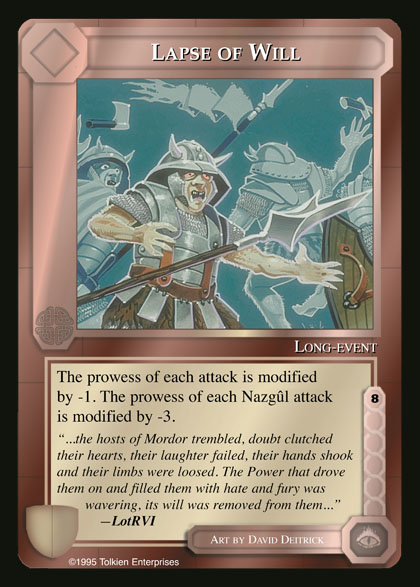 Lapse of Will
Long-event
The prowess of each attack is modified
by -1. The prowess of each Nazgûl attack
is modified by -3.
8
“...the hosts of Mordor trembled, doubt clutched
their hearts, their laughter failed, their hands shook
and their limbs were loosed. The Power that drove
them on and filled them with hate and fury was
wavering, its will was removed from them...”
—LotRVI
Art by David Deitrick
©1995 Tolkien Enterprises